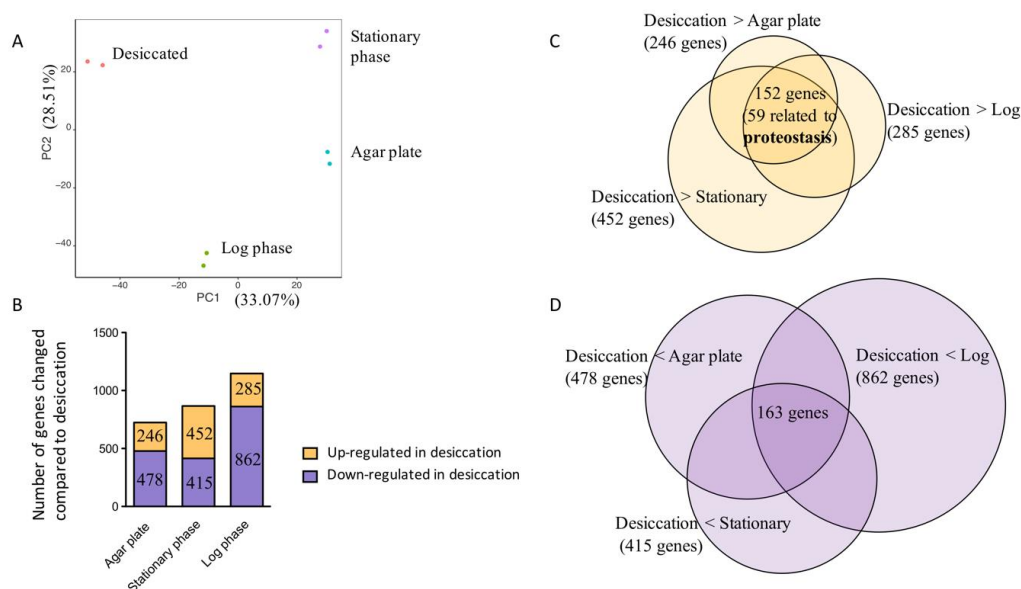 A
Desiccated
Stationary
phase
Agar plate
Log phase
PC2 (28.51%)
20
0
−20
−40
−40
−20
0
20
PC1 (33.07%)
B
Number of genes changed
compared to desiccation
1500
1000
500
0
246
478
452
415
285
862
Agar plate
Stationary phase
Log phase
Up-regulated in desiccation
Down-regulated in desiccation
C
Desiccation > Agar plate
(246 genes)
152 genes
(59 related to
proteostasis)
Desiccation > Log
(285 genes)
Desiccation > Stationary
(452 genes)
D
Desiccation < Agar plate
(478 genes)
Desiccation < Log
(862 genes)
163 genes
Desiccation < Stationary
(415 genes)